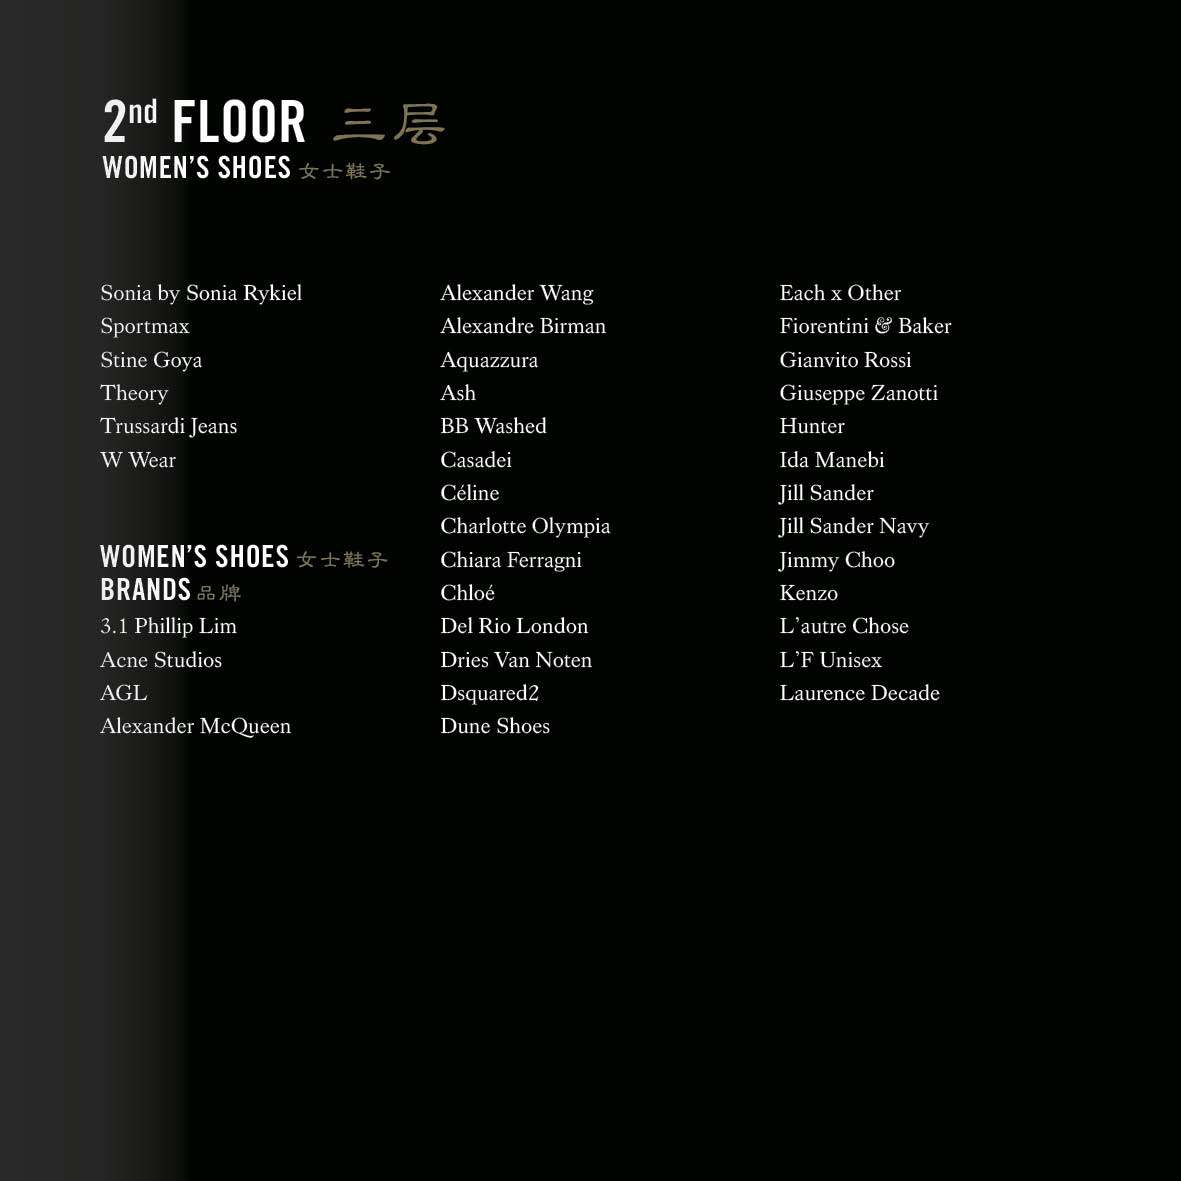 2nd FLOOR 三层
WOMEN’S SHOES 女士鞋子
Sonia by Sonia Rykiel
Sportmax
Stine Goya
Theory
Trussardi Jeans
W Wear
WOMEN’S SHOES 女士鞋子
BRANDS 品牌
3.1 Phillip Lim
Acne Studios
AGL
Alexander McQueen
Alexander Wang
Alexandre Birman
Aquazzura
Ash
BB Washed
Casadei
Céline
Charlotte Olympia
Chiara Ferragni
Chloé
Del Rio London
Dries Van Noten
Dsquared2
Dune Shoes
Each x Other
Fiorentini & Baker
Gianvito Rossi
Giuseppe Zanotti
Hunter
Ida Manebi
Jill Sander
Jill Sander Navy
Jimmy Choo
Kenzo
L’autre Chose
L’F Unisex
Laurence Decade